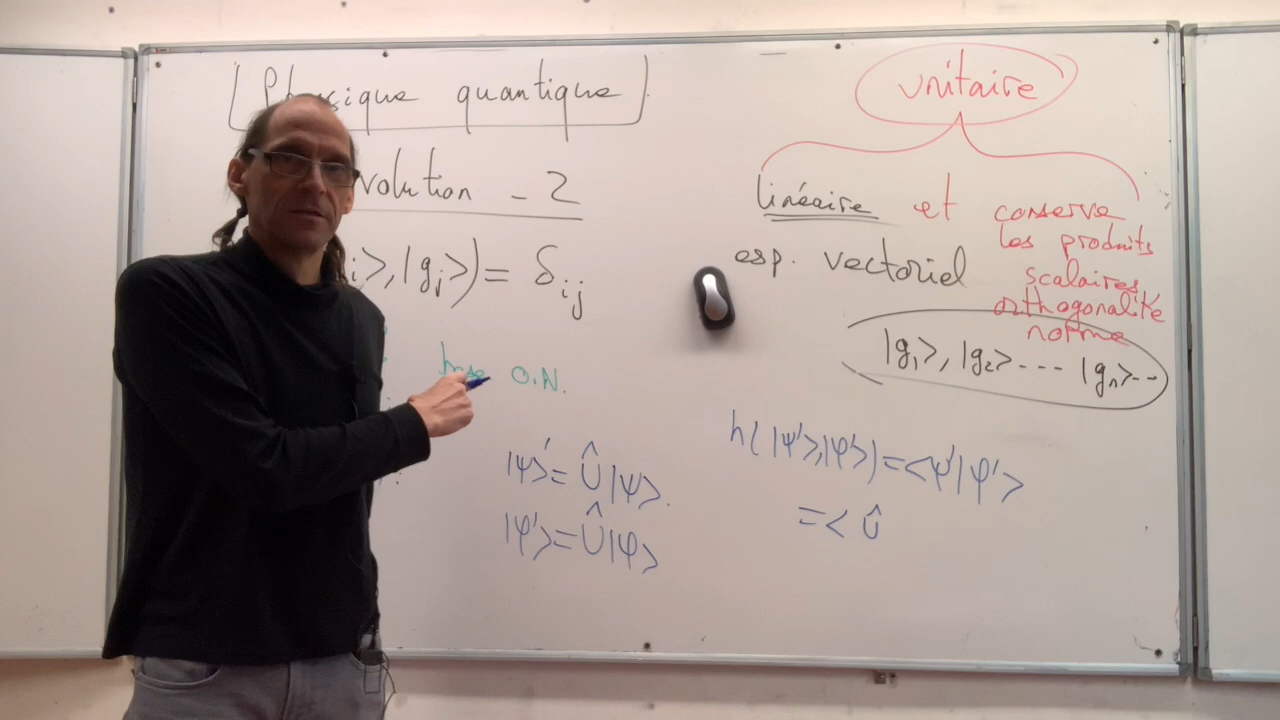 Physique quantique
volution - 2
i>,|gj>) = δij
base O.N.
|ψ>' = Û|ψ>.
|φ'> = Û|φ>
unitaire
linéaire et conserve
les produits
scalaires
orthogonalité
norme
esp. vectoriel
|g₁>, |g₂> --- |gₙ> --
h(|ψ'>,|φ'>) = <ψ'|φ'>
= < Û